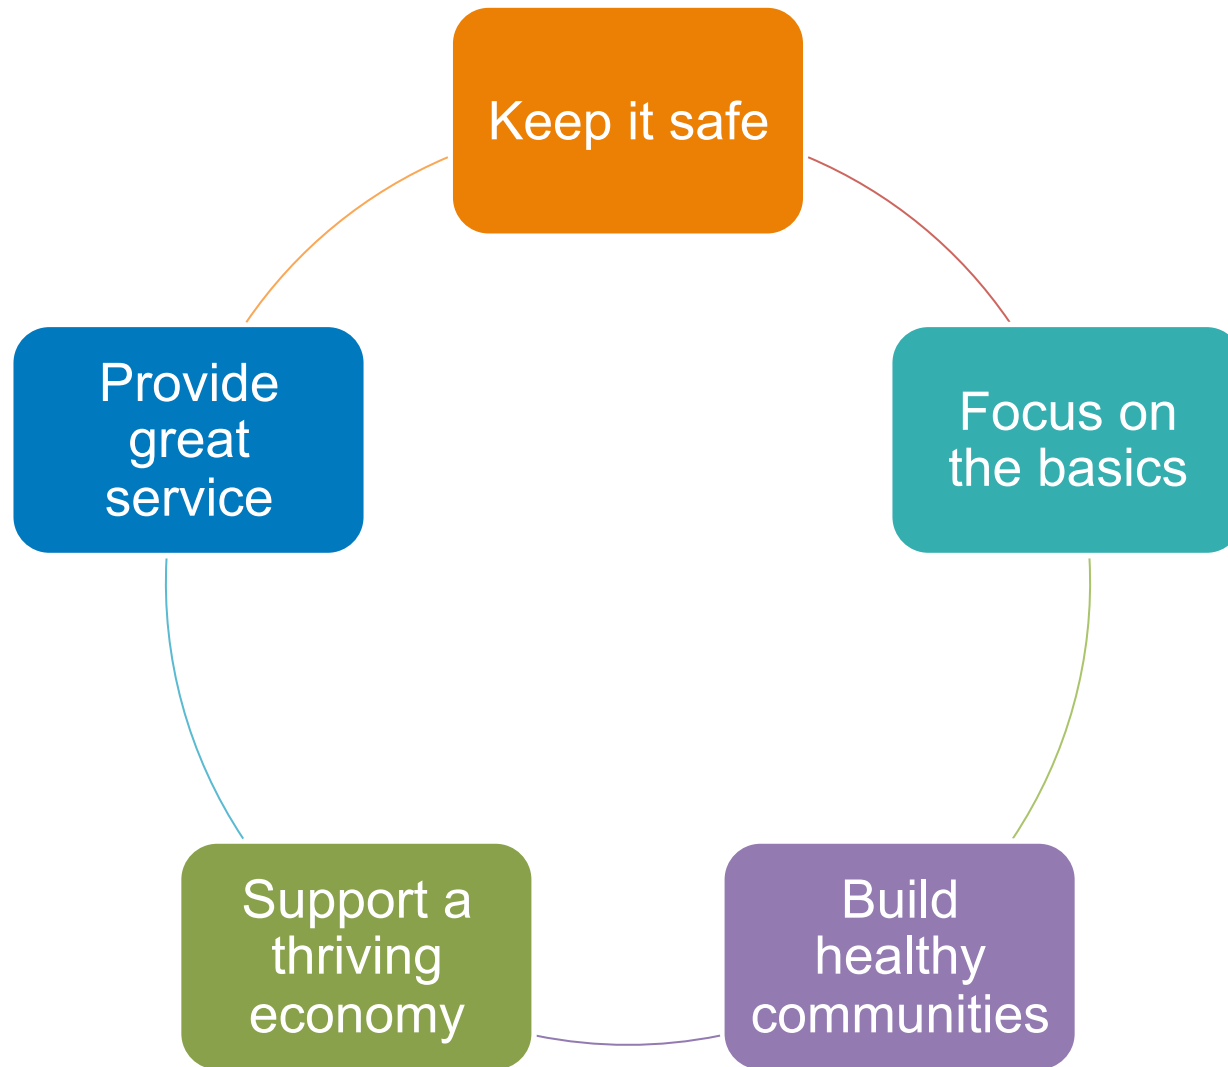 Keep it safe
Provide
great
service
Focus on
the basics
Support a
thriving
economy
Build
healthy
communities